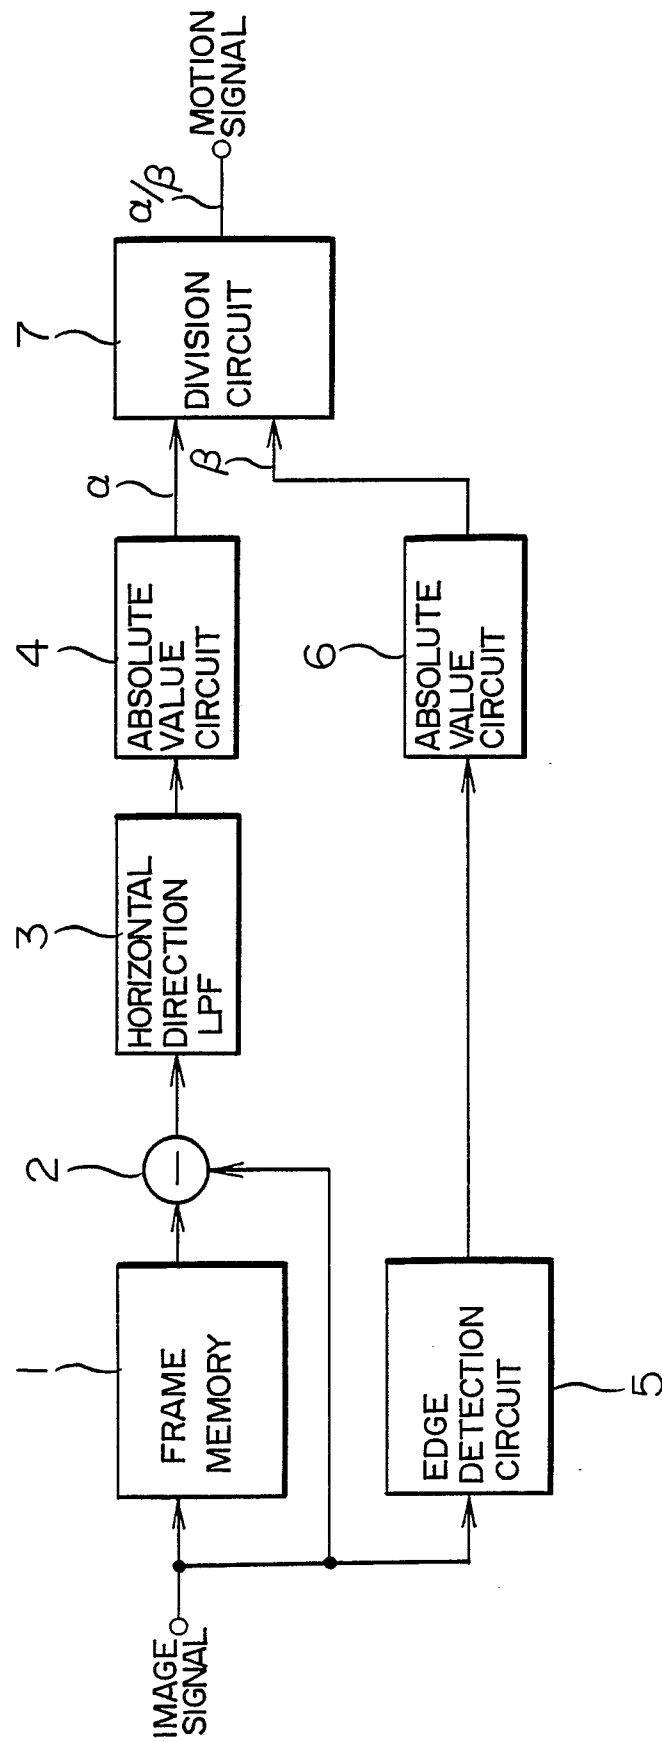 IMAGE
SIGNAL
1
FRAME
MEMORY
2
—
3
HORIZONTAL
DIRECTION
LPF
4
ABSOLUTE
VALUE
CIRCUIT
α
7
DIVISION
CIRCUIT
α/β
MOTION
SIGNAL
5
EDGE
DETECTION
CIRCUIT
6
ABSOLUTE
VALUE
CIRCUIT
β